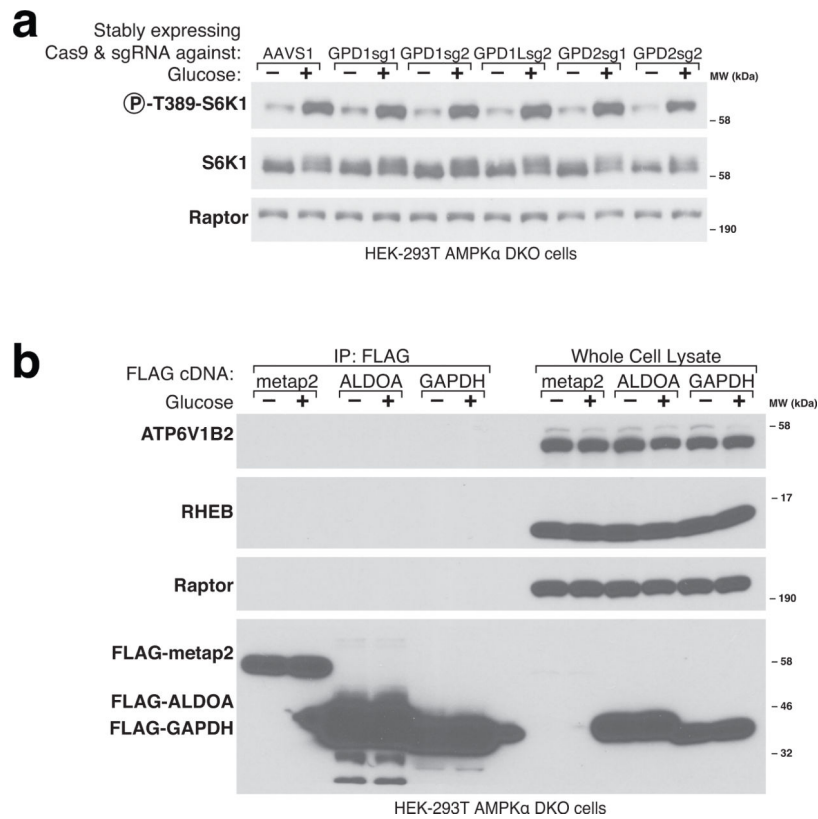 a
Stably expressing
Cas9 & sgRNA against: AAVS1 GPD1sg1 GPD1sg2 GPD1Lsg2 GPD2sg1 GPD2sg2
Glucose: − + − + − + − + − + − + MW (kDa)
Ⓟ-T389-S6K1
– 58
S6K1
– 58
Raptor
– 190
HEK-293T AMPKα DKO cells
b
IP: FLAG Whole Cell Lysate
FLAG cDNA: metap2 ALDOA GAPDH metap2 ALDOA GAPDH
Glucose − + − + − + − + − + − + MW (kDa)
– 58
ATP6V1B2
– 17
RHEB
Raptor
– 190
FLAG-metap2
– 58
FLAG-ALDOA
– 46
FLAG-GAPDH
– 32
HEK-293T AMPKα DKO cells